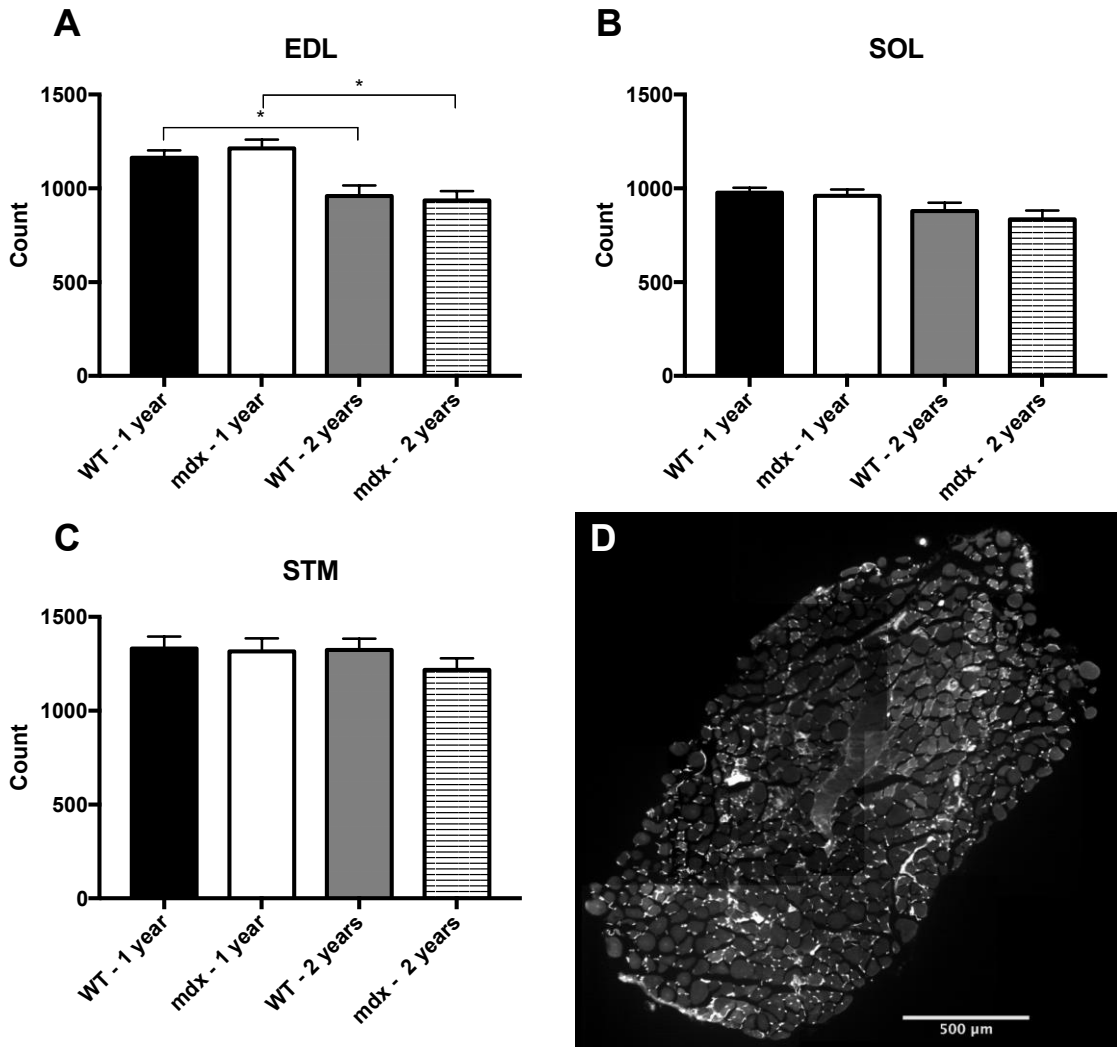 A
EDL
*
*
1500
1000
500
0
Count
WT - 1 year
mdx - 1 year
WT - 2 years
mdx - 2 years
B
SOL
1500
1000
500
0
Count
WT - 1 year
mdx - 1 year
WT - 2 years
mdx - 2 years
C
STM
1500
1000
500
0
Count
WT - 1 year
mdx - 1 year
WT - 2 years
mdx - 2 years
D
500 µm